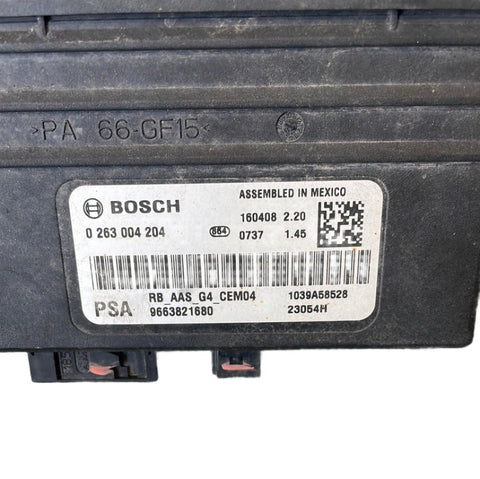 >PA 66-GF15<
BOSCH
ASSEMBLED IN MEXICO
160408 2.20
0 263 004 204
664
0737 1.45
PSA
RB_AAS_G4_CEM04
1039A58528
9663821680
23054H